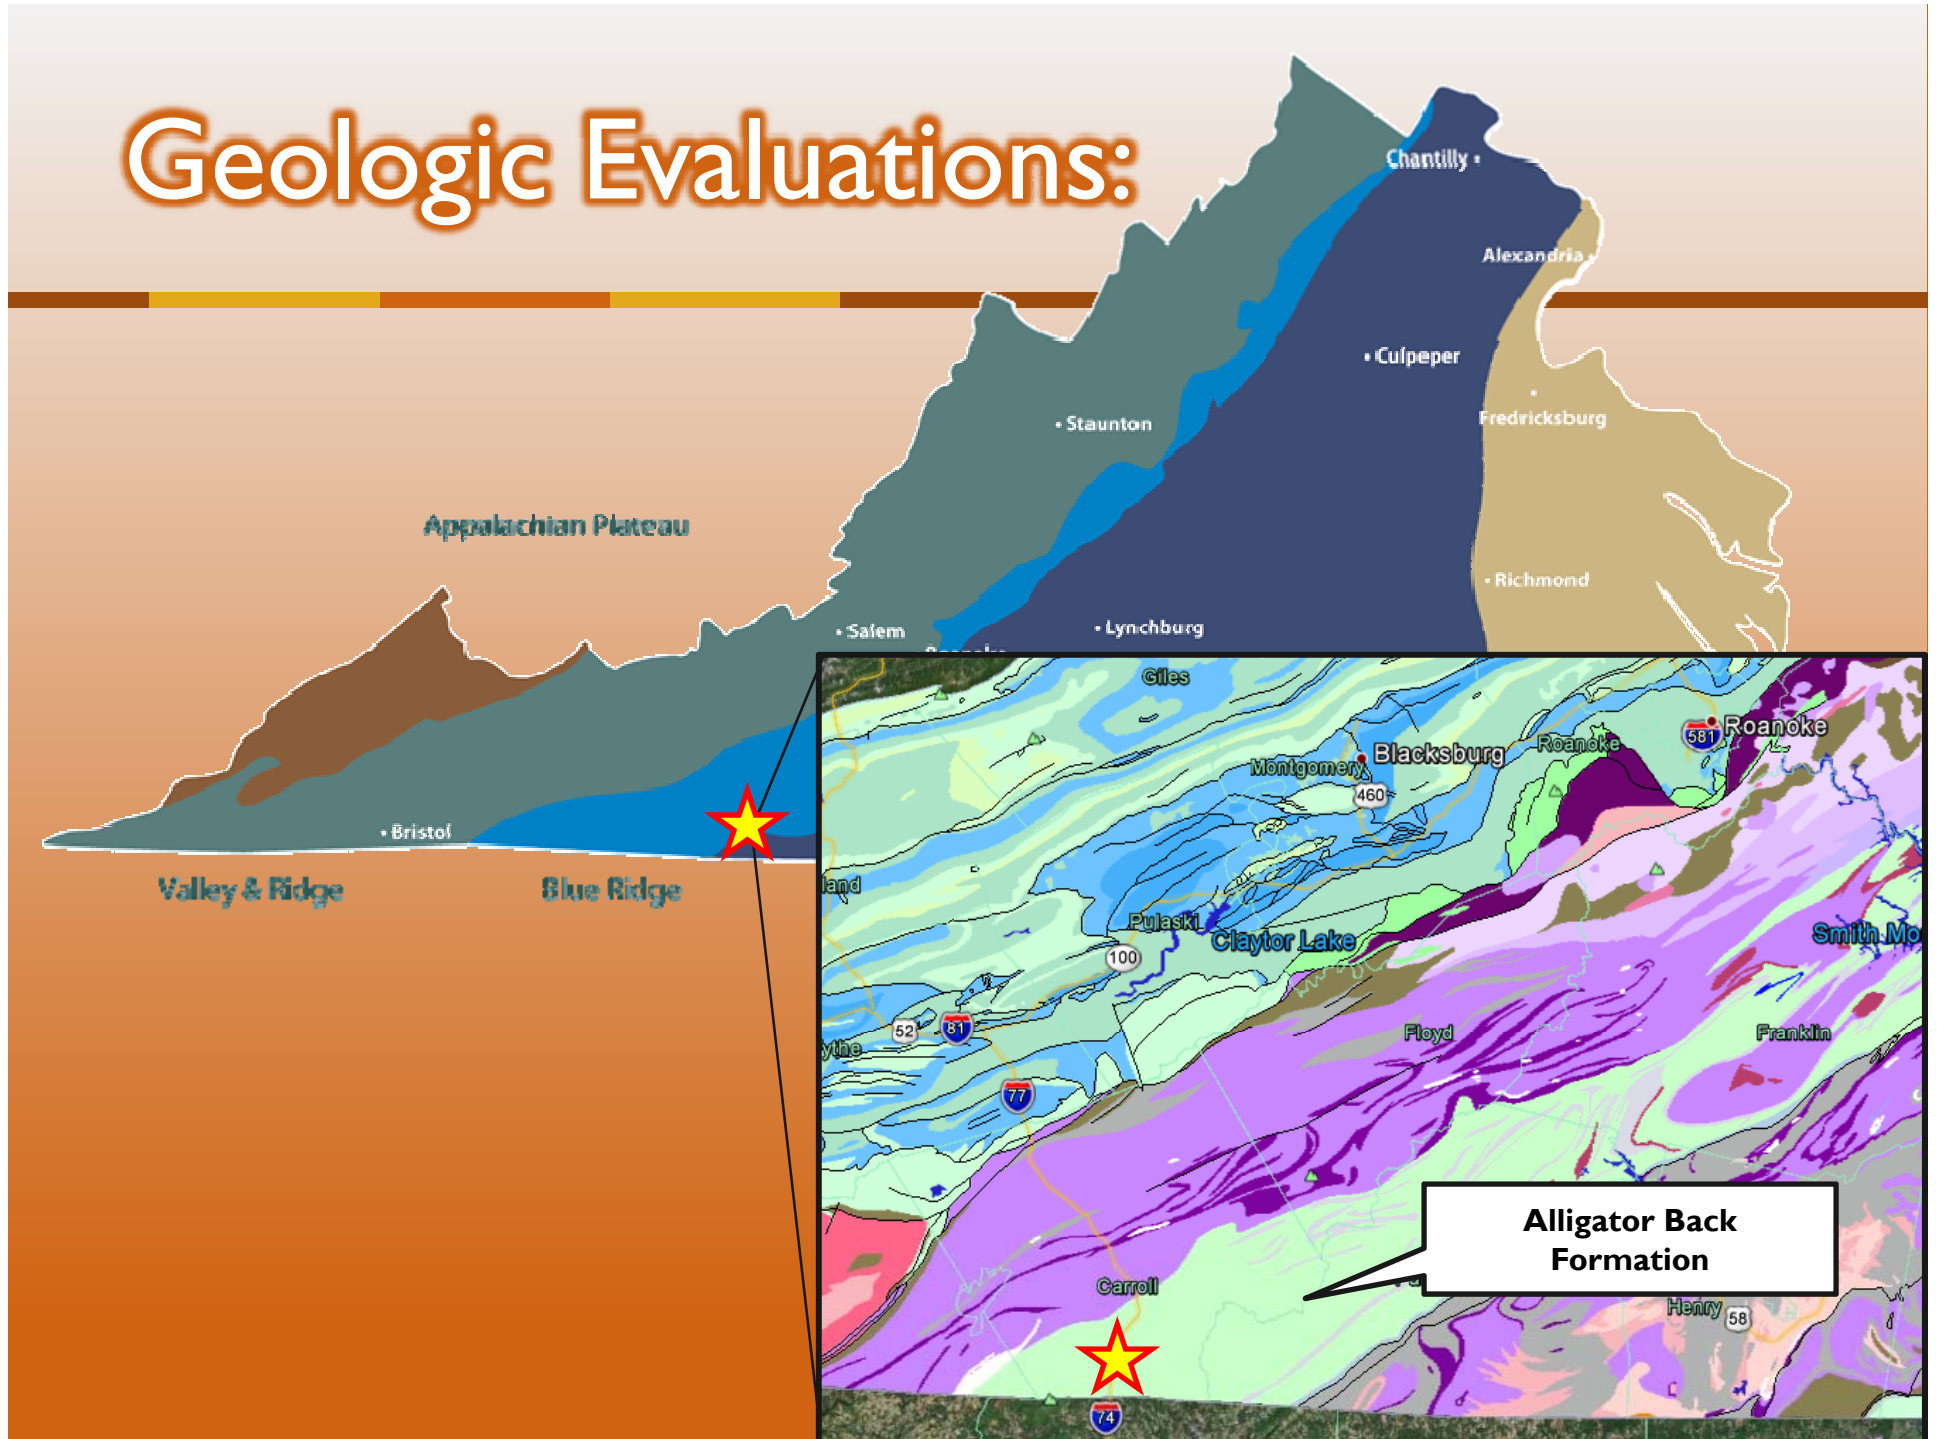 Geologic Evaluations:
Chantilly
Alexandria
Culpeper
Fredricksburg
Staunton
Appalachian Plateau
Richmond
Salem
Lynchburg
Bristol
Valley & Ridge
Blue Ridge
Giles
Roanoke
581
Roanoke
Blacksburg
Montgomery
460
land
Pulaski
Claytor Lake
Smith Mo
100
52
81
Floyd
Franklin
ythe
77
Alligator Back
Formation
Carroll
Henry
58
74